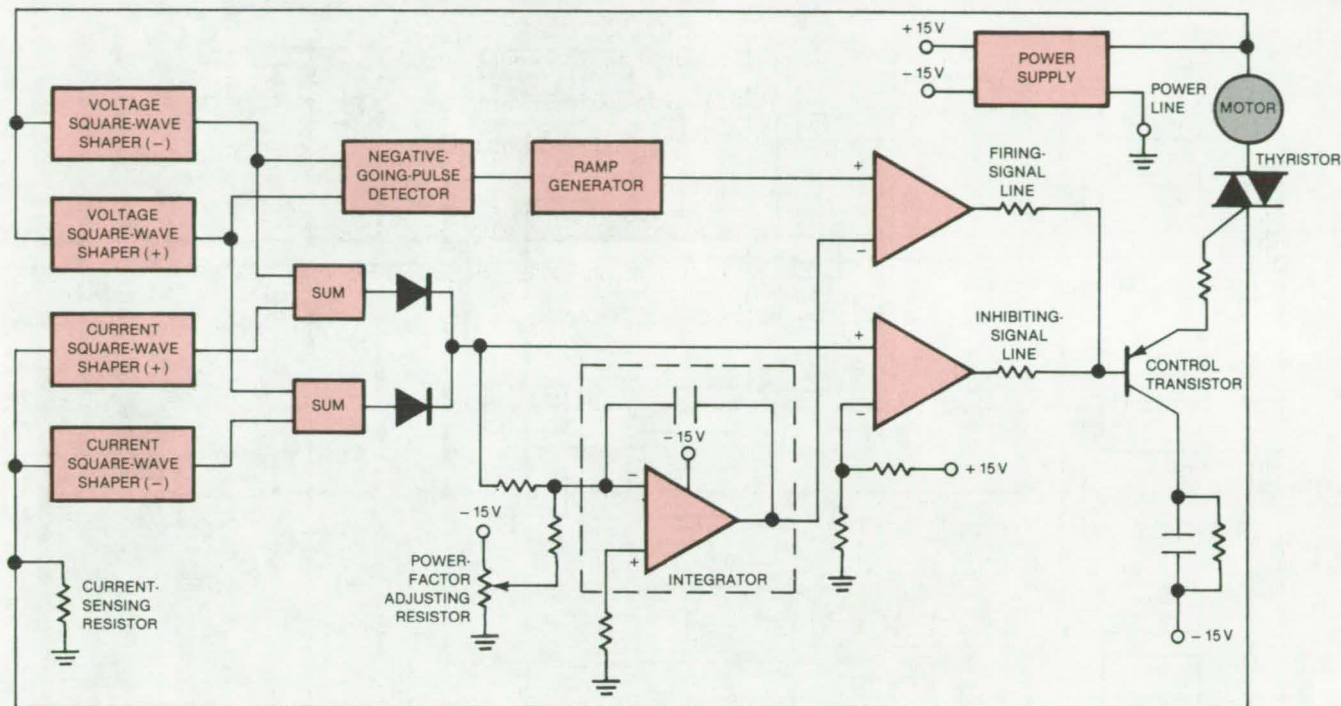 + 15 V
- 15 V
POWER
SUPPLY
POWER
LINE
MOTOR
THYRISTOR
VOLTAGE
SQUARE-WAVE
SHAPER (-)
NEGATIVE-
GOING-PULSE
DETECTOR
RAMP
GENERATOR
+
-
FIRING-
SIGNAL LINE
VOLTAGE
SQUARE-WAVE
SHAPER (+)
SUM
CURRENT
SQUARE-WAVE
SHAPER (+)
SUM
+
-
INHIBITING-
SIGNAL
LINE
CONTROL
TRANSISTOR
CURRENT
SQUARE-WAVE
SHAPER (-)
- 15 V
-
+
INTEGRATOR
+ 15 V
- 15 V
POWER-
FACTOR
ADJUSTING
RESISTOR
CURRENT-
SENSING
RESISTOR
- 15 V